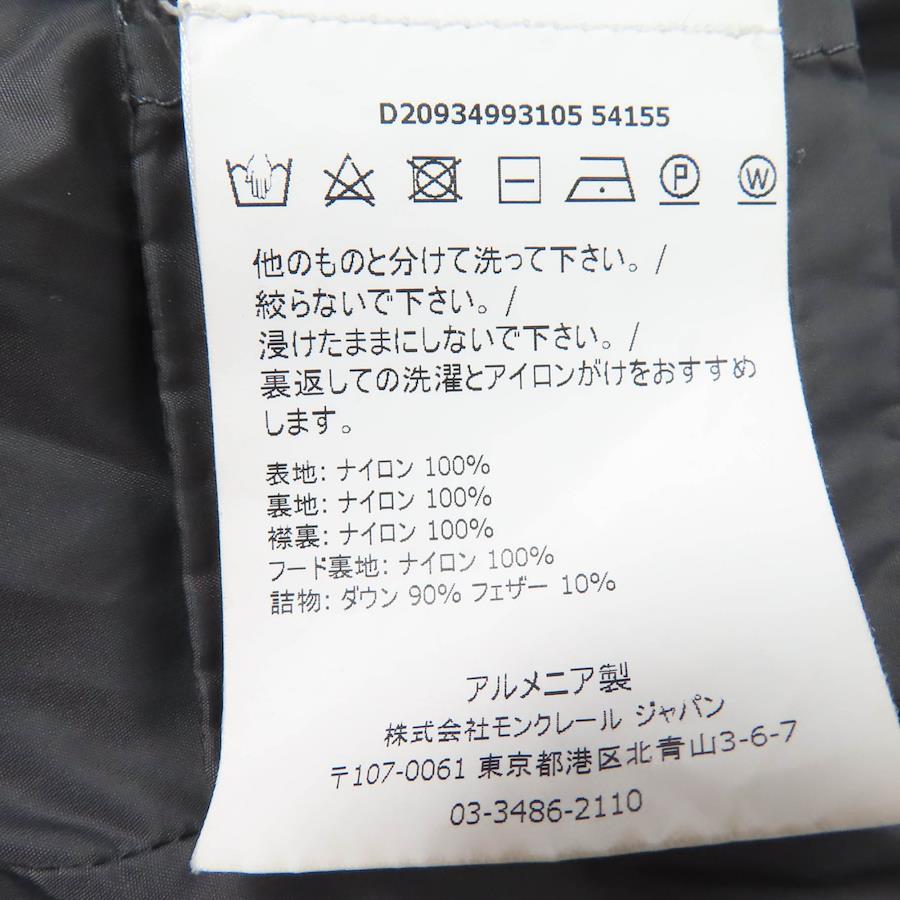 D20934993105 54155
P W
他のものと分けて洗って下さい。/
絞らないで下さい。/
浸けたままにしないで下さい。/
裏返しての洗濯とアイロンがけをおすすめ
します。
表地: ナイロン 100%
裏地: ナイロン 100%
襟裏: ナイロン 100%
フード裏地: ナイロン 100%
詰物: ダウン 90% フェザー 10%
アルメニア製
株式会社モンクレール ジャパン
〒107-0061 東京都港区北青山3-6-7
03-3486-2110